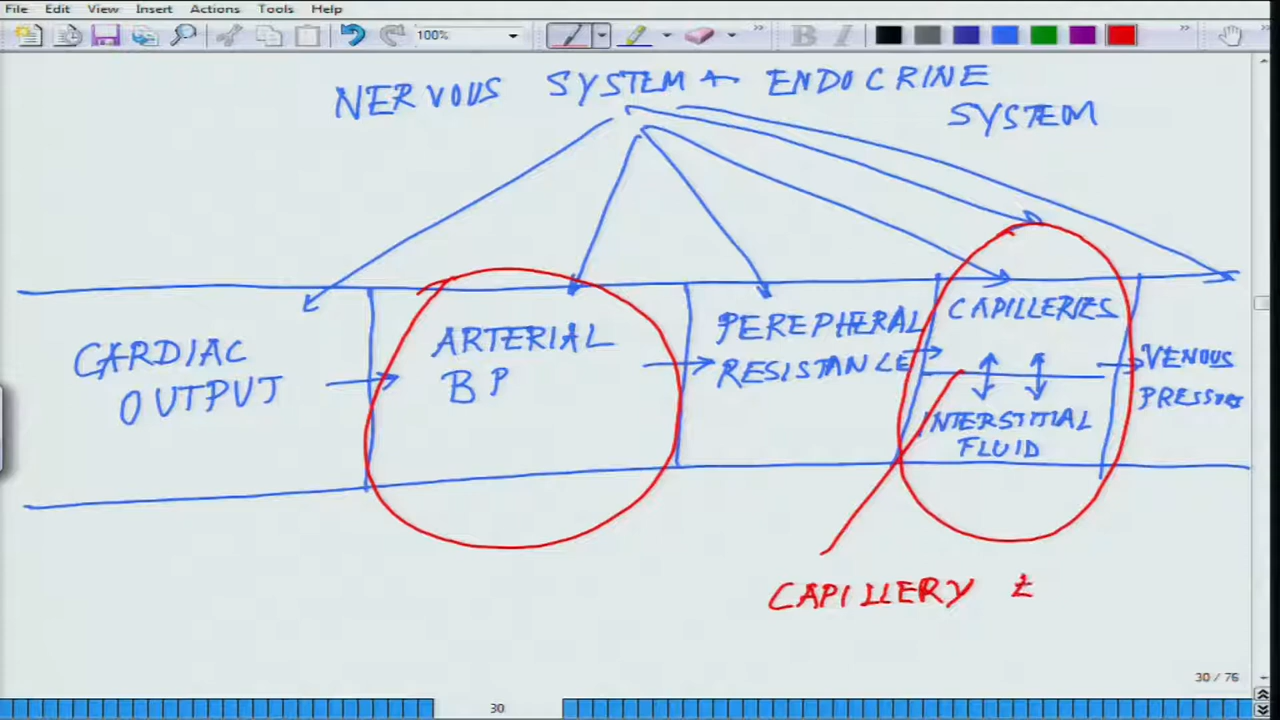 File Edit View Insert Actions Tools Help
100%
NERVOUS SYSTEM + ENDOCRINE
SYSTEM
CARDIAC
OUTPUT
ARTERIAL
BP
PEREPHERAL
RESISTANCE
CAPILLERIES
INTERSTITIAL
FLUID
VENOUS
PRESSURE
CAPILLERY
30 / 76
30